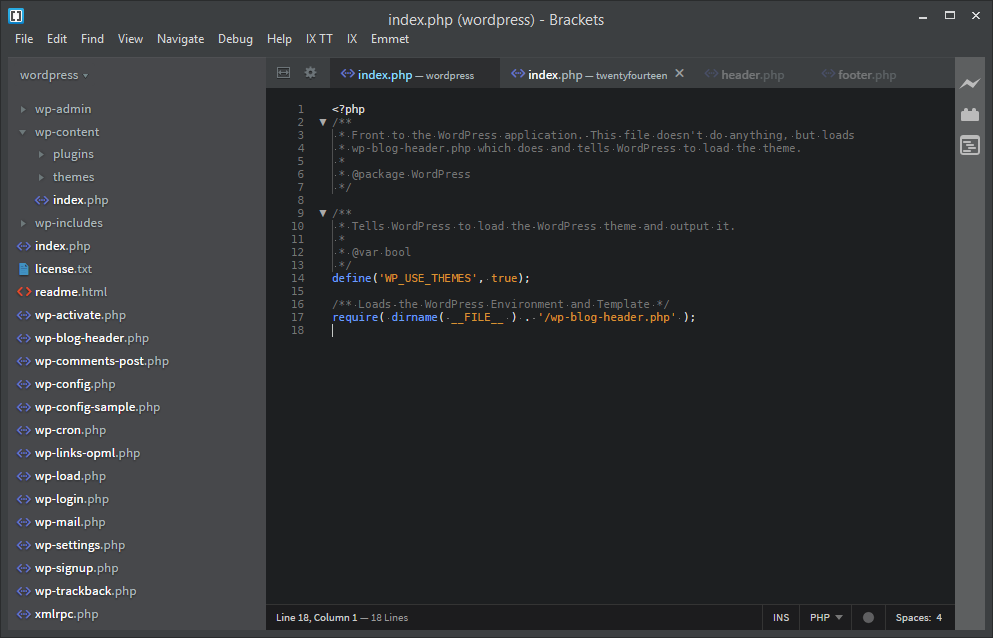 index.php (wordpress) - Brackets
File Edit Find View Navigate Debug Help IX TT IX Emmet
wordpress
wp-admin
wp-content
plugins
themes
index.php
wp-includes
index.php
license.txt
readme.html
wp-activate.php
wp-blog-header.php
wp-comments-post.php
wp-config.php
wp-config-sample.php
wp-cron.php
wp-links-opml.php
wp-load.php
wp-login.php
wp-mail.php
wp-settings.php
wp-signup.php
wp-trackback.php
xmlrpc.php
index.php — wordpress index.php — twentyfourteen header.php footer.php
1 <?php
2 /**
3 * Front to the WordPress application. This file doesn't do anything, but loads
4 * wp-blog-header.php which does and tells WordPress to load the theme.
5 *
6 * @package WordPress
7 */
8
9 /**
10 * Tells WordPress to load the WordPress theme and output it.
11 *
12 * @var bool
13 */
14 define('WP_USE_THEMES', true);
15
16 /** Loads the WordPress Environment and Template */
17 require( dirname( __FILE__ ) . '/wp-blog-header.php' );
18
Line 18, Column 1 — 18 Lines INS PHP Spaces: 4